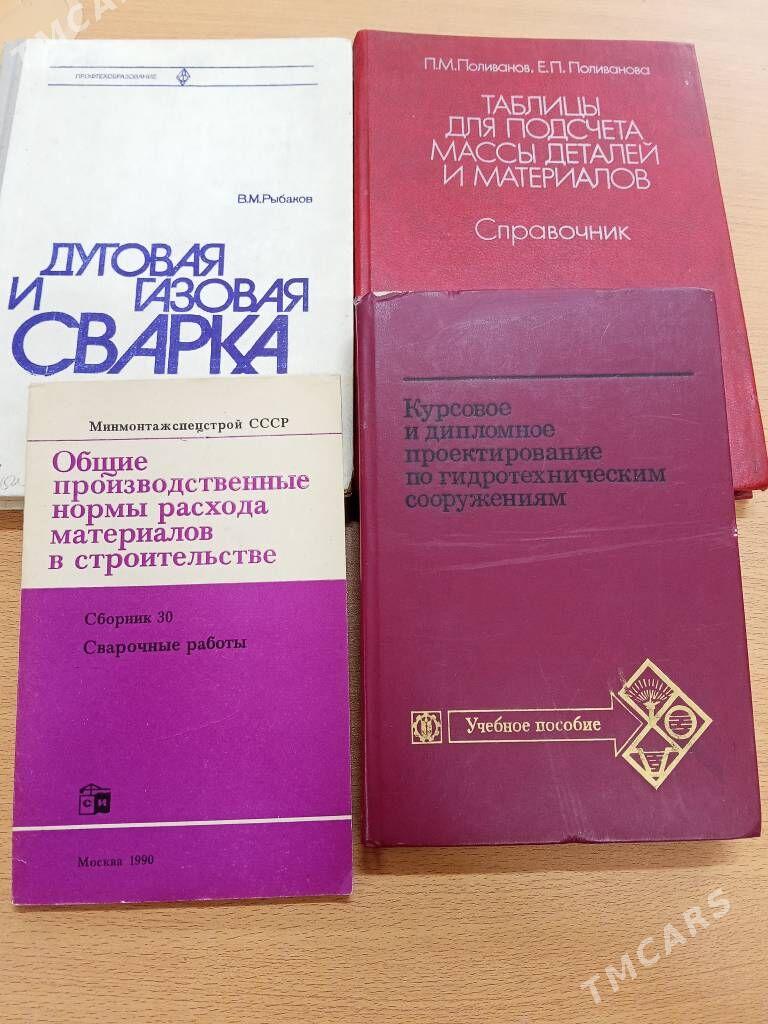 TMCARS
ПРОФТЕХОБРАЗОВАНИЕ
В.М.Рыбаков
ДУГОВАЯ
И ГАЗОВАЯ
СВАРКА
П.М.Поливанов, Е.П.Поливанова
ТАБЛИЦЫ
ДЛЯ ПОДСЧЕТА
МАССЫ ДЕТАЛЕЙ
И МАТЕРИАЛОВ
Справочник
Минмонтажспецстрой СССР
Общие
производственные
нормы расхода
материалов
в строительстве
Сборник 30
Сварочные работы
СИ
Москва 1990
Курсовое
и дипломное
проектирование
по гидротехническим
сооружениям
Учебное пособие
TMCARS